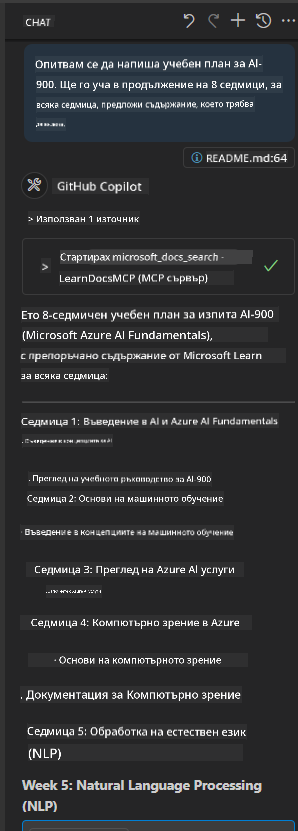 CHAT
Опитвам се да напиша учебен план за AI-
900. Ще го уча в продължение на 8 седмици, за
всяка седмица, предложи съдържание, което трябва
README.md:64
GitHub Copilot
> Използван 1 източник
> Стартирах microsoft_docs_search -
LearnDocsMCP (MCP сървър)
Ето 8-седмичен учебен план за изпита AI-900
(Microsoft Azure AI Fundamentals),
с препоръчано съдържание от Microsoft Learn
за всяка седмица:
Седмица 1: Въведение в AI и Azure AI Fundamentals
. Преглед на учебното ръководство за AI-900
Седмица 2: Основи на машинното обучение
Въведение в концепциите на машинното обучение
Седмица 3: Преглед на Azure AI услуги
Седмица 4: Компютърно зрение в Azure
· Основи на компютърното зрение
. Документация за Компютърно зрение
Седмица 5: Обработка на естествен език
(NLP)
Week 5: Natural Language Processing
(NLP)